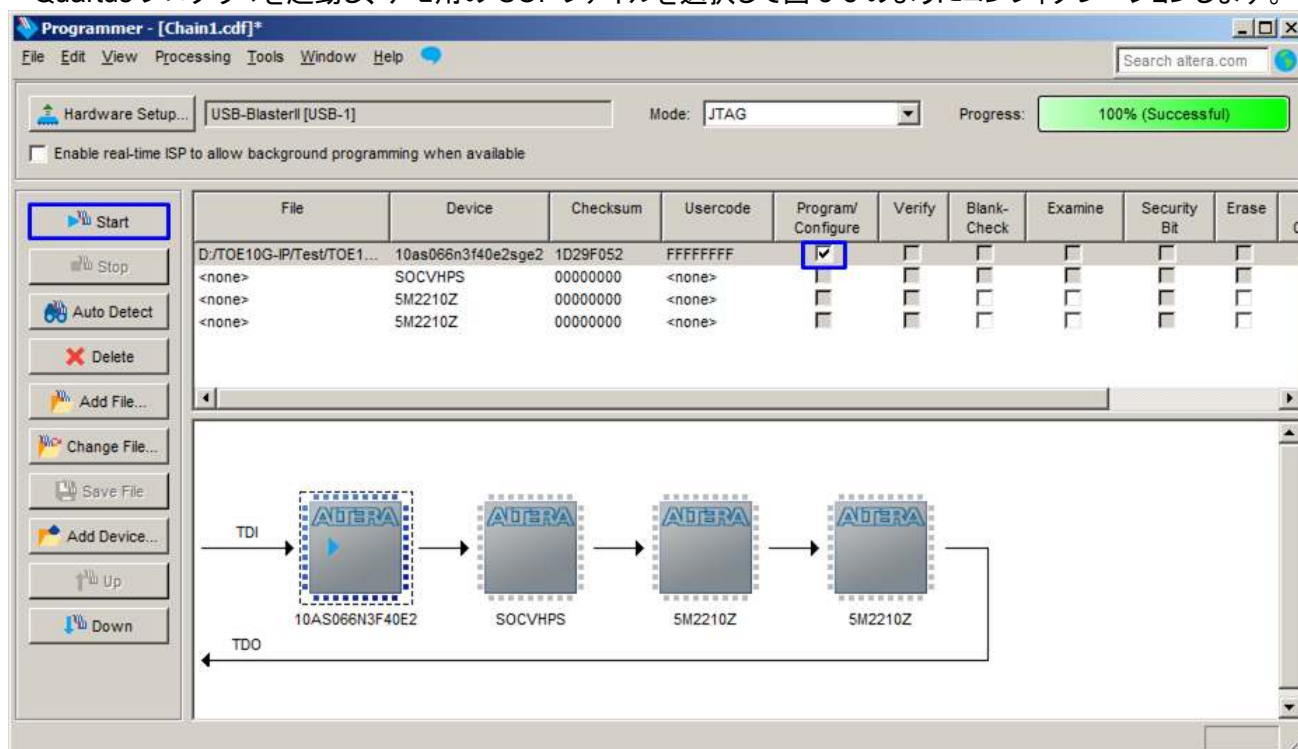 Programmer - [Chain1.cdf]*
File Edit View Processing Tools Window Help
Search altera.com
Hardware Setup... USB-BlasterII [USB-1] Mode: JTAG Progress: 100% (Successful)
Enable real-time ISP to allow background programming when available
Start
Stop
Auto Detect
Delete
Add File...
Change File...
Save File
Add Device...
Up
Down
File Device Checksum Usercode Program/Configure Verify Blank-Check Examine Security Bit Erase
D:/TOE10G-IP/Test/TOE1... 10as066n3f40e2sge2 1D29F052 FFFFFFFF
<none> SOCVHPS 00000000 <none>
<none> 5M2210Z 00000000 <none>
<none> 5M2210Z 00000000 <none>
TDI
ALTERA ALTERA ALTERA ALTERA
10AS066N3F40E2 SOCVHPS 5M2210Z 5M2210Z
TDO